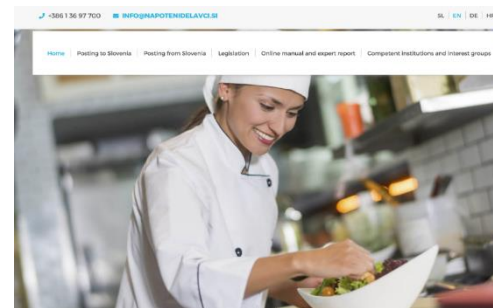 +386 1 36 97 700 INFO@NAPOTENIDELAVCI.SI SL EN DE
Home Posting to Slovenia Posting from Slovenia Legislation Online manual and expert report Competent institutions and interest groups